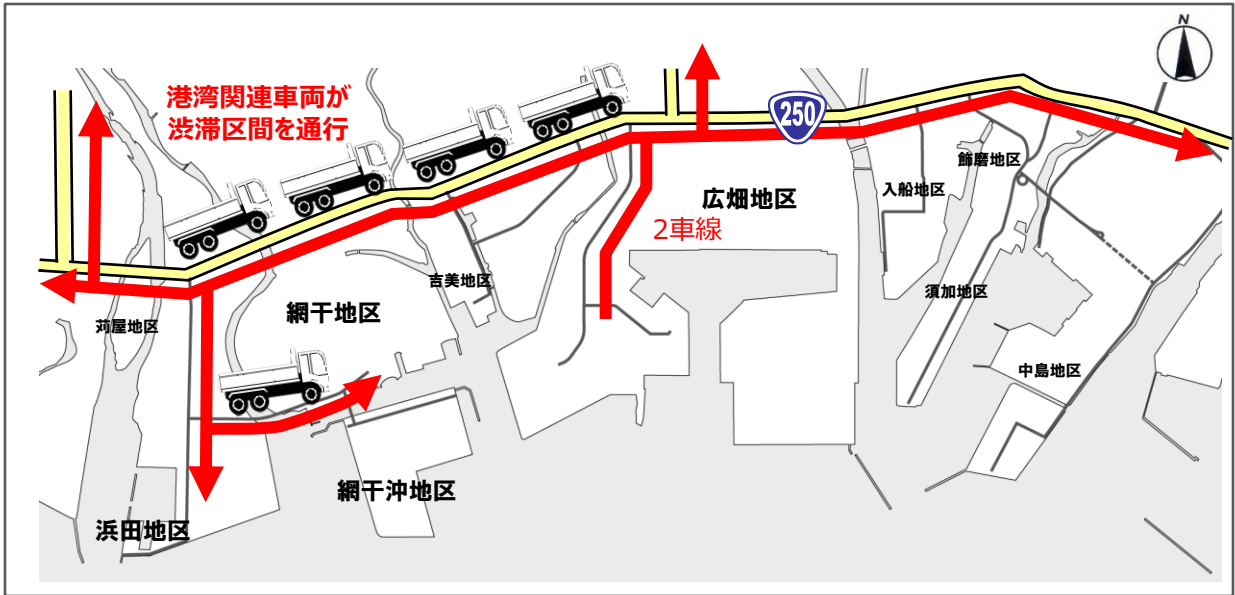 N
港湾関連車両が
渋滞区間を通行
250
飾磨地区
入船地区
広畑地区
2車線
吉美地区
須加地区
網干地区
苅屋地区
中島地区
網干沖地区
浜田地区